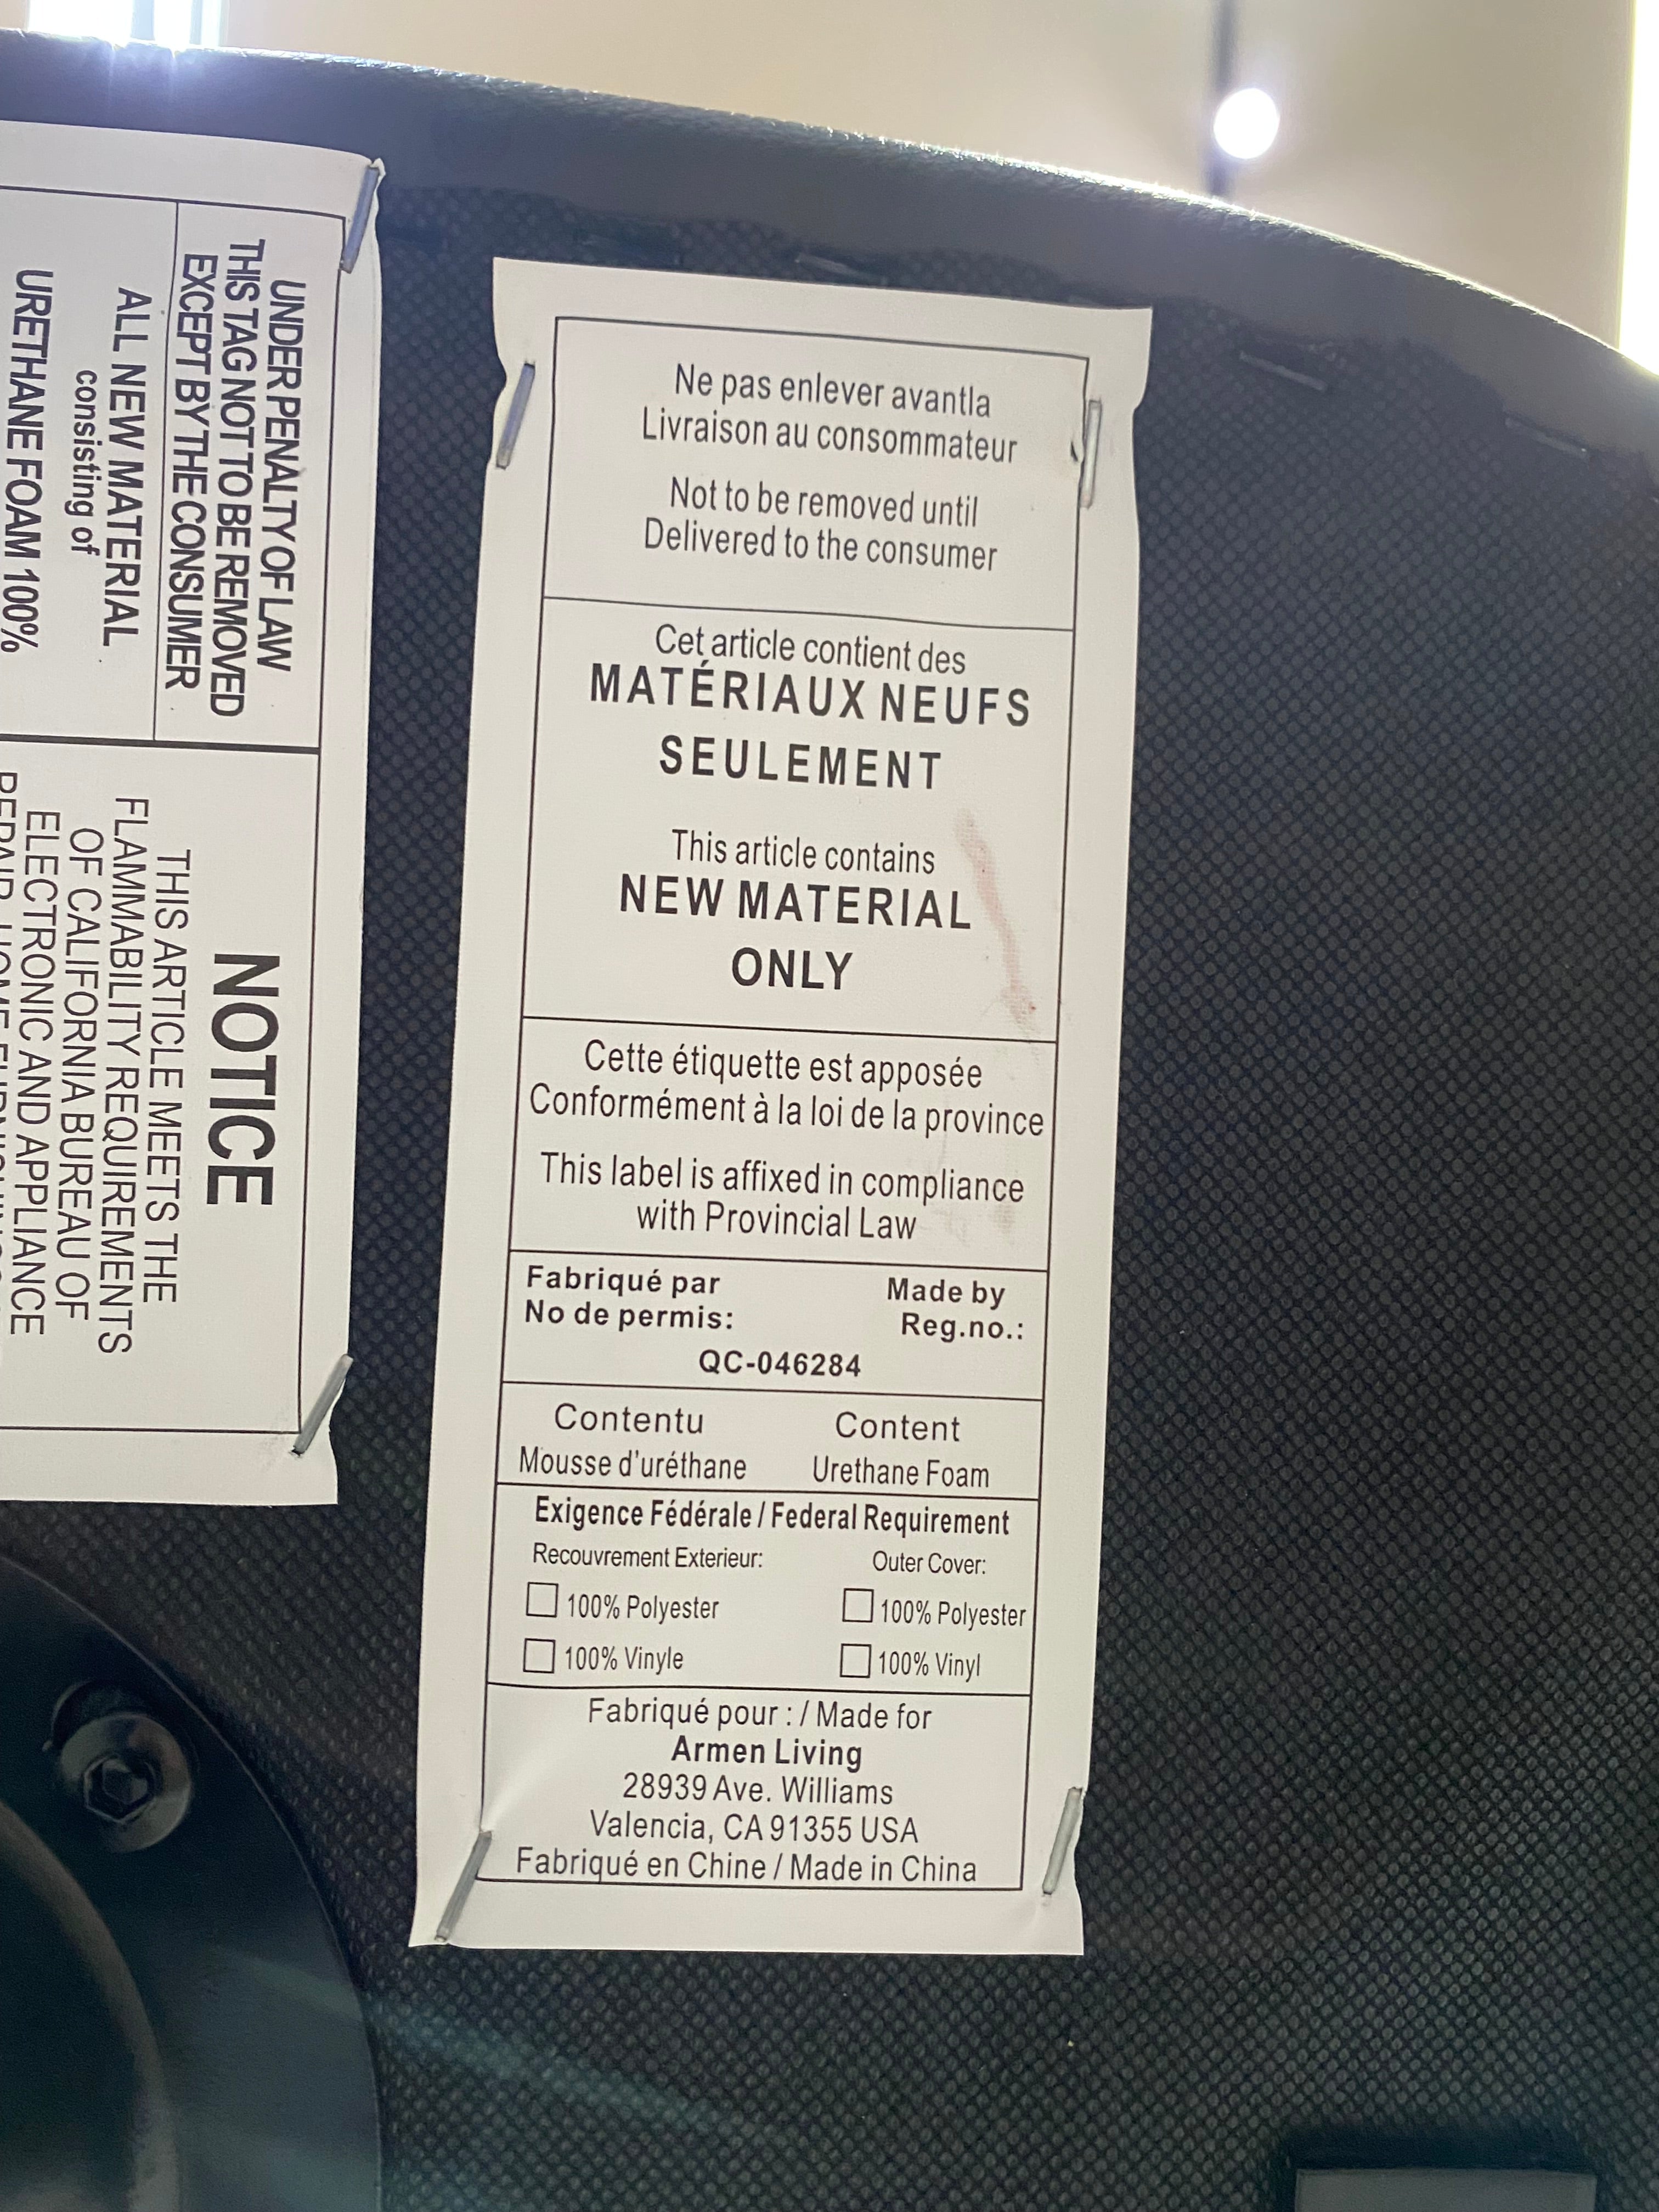 UNDER PENALTY OF LAW
THIS TAG NOT TO BE REMOVED
EXCEPT BY THE CONSUMER
ALL NEW MATERIAL
consisting of
URETHANE FOAM 100%
NOTICE
THIS ARTICLE MEETS THE
FLAMMABILITY REQUIREMENTS
OF CALIFORNIA BUREAU OF
ELECTRONIC AND APPLIANCE
Ne pas enlever avantla
Livraison au consommateur
Not to be removed until
Delivered to the consumer
Cet article contient des
MATÉRIAUX NEUFS
SEULEMENT
This article contains
NEW MATERIAL
ONLY
Cette étiquette est apposée
Conformément à la loi de la province
This label is affixed in compliance
with Provincial Law
Fabriqué par Made by
No de permis: Reg.no.:
QC-046284
Contentu Content
Mousse d'uréthane Urethane Foam
Exigence Fédérale / Federal Requirement
Recouvrement Exterieur: Outer Cover:
100% Polyester 100% Polyester
100% Vinyle 100% Vinyl
Fabriqué pour : / Made for
Armen Living
28939 Ave. Williams
Valencia, CA 91355 USA
Fabriqué en Chine / Made in China